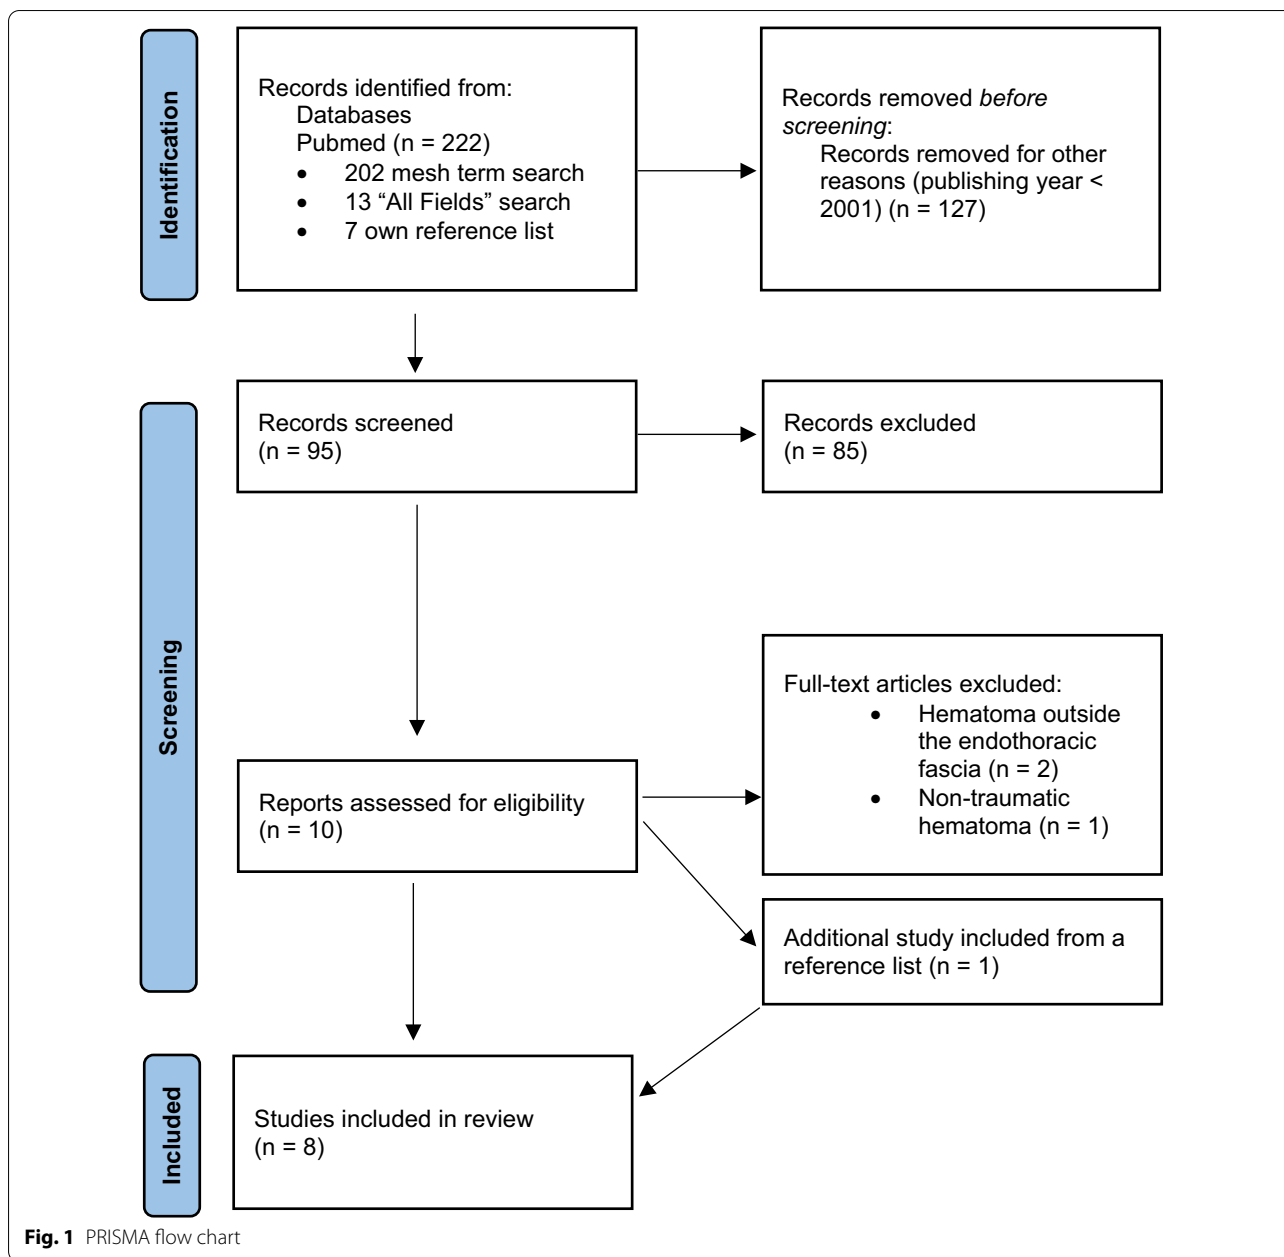 Identification
Records identified from:
Databases
Pubmed (n = 222)
• 202 mesh term search
• 13 “All Fields” search
• 7 own reference list
Records removed before
screening:
Records removed for other
reasons (publishing year <
2001) (n = 127)
Screening
Records screened
(n = 95)
Records excluded
(n = 85)
Reports assessed for eligibility
(n = 10)
Full-text articles excluded:
• Hematoma outside
the endothoracic
fascia (n = 2)
• Non-traumatic
hematoma (n = 1)
Additional study included from a
reference list (n = 1)
Included
Studies included in review
(n = 8)
Fig. 1 PRISMA flow chart